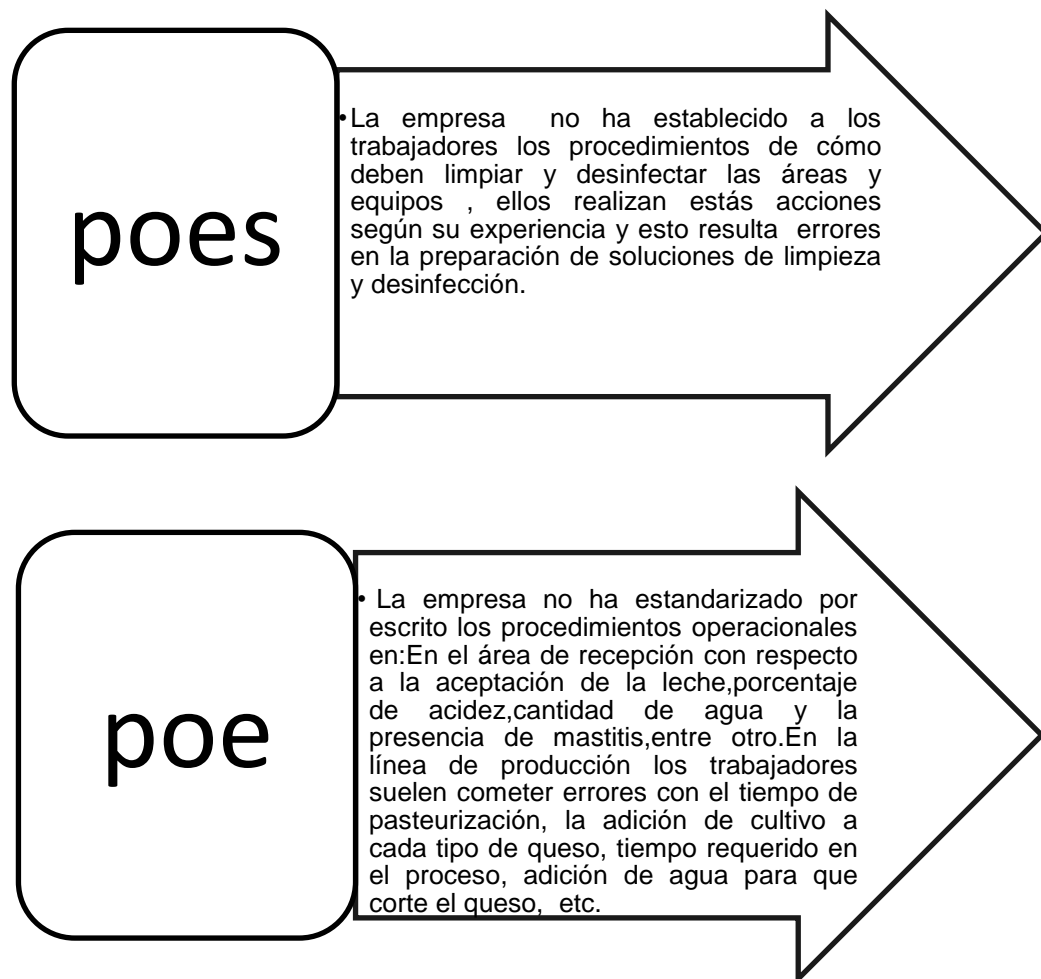 poes
•La empresa no ha establecido a los
trabajadores los procedimientos de cómo
deben limpiar y desinfectar las áreas y
equipos , ellos realizan estás acciones
según su experiencia y esto resulta errores
en la preparación de soluciones de limpieza
y desinfección.
poe
• La empresa no ha estandarizado por
escrito los procedimientos operacionales
en:En el área de recepción con respecto
a la aceptación de la leche,porcentaje
de acidez,cantidad de agua y la
presencia de mastitis,entre otro.En la
línea de producción los trabajadores
suelen cometer errores con el tiempo de
pasteurización, la adición de cultivo a
cada tipo de queso, tiempo requerido en
el proceso, adición de agua para que
corte el queso, etc.